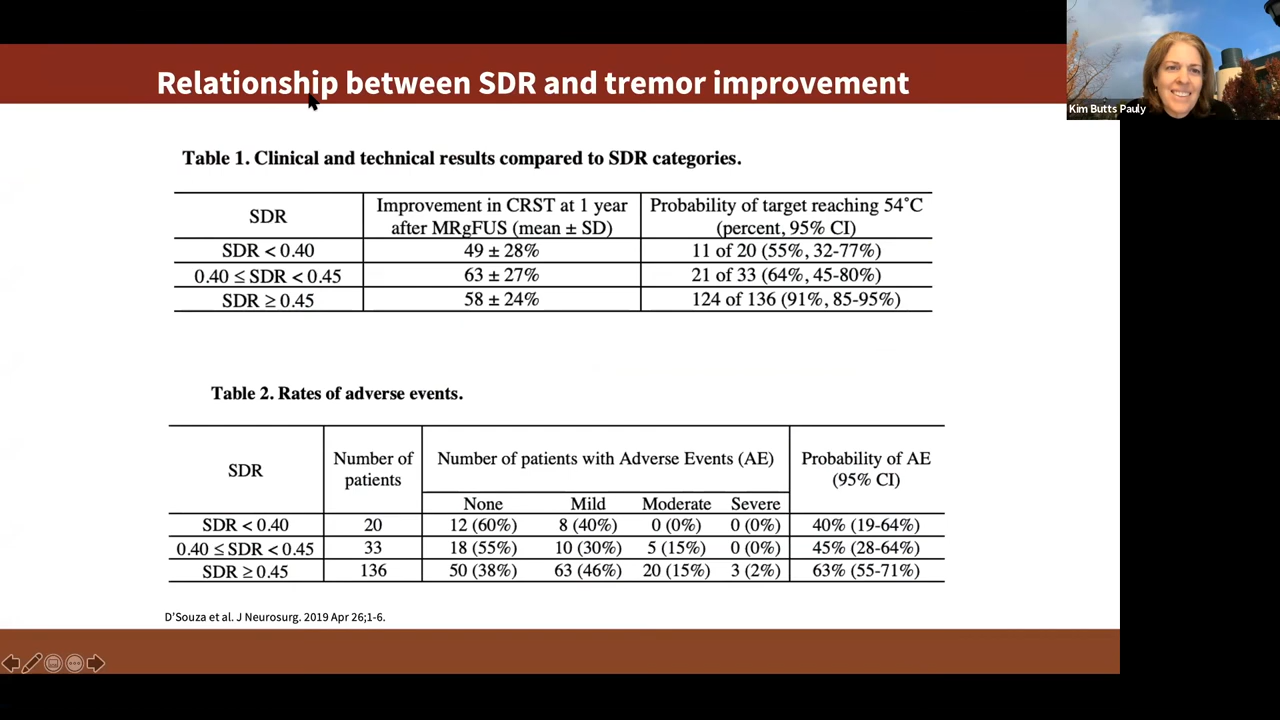 Relationship between SDR and tremor improvement
Kim Butts Pauly
Table 1. Clinical and technical results compared to SDR categories.
SDR
Improvement in CRST at 1 year
after MRgFUS (mean ± SD)
Probability of target reaching 54˚C
(percent, 95% CI)
SDR < 0.40 49 ± 28% 11 of 20 (55%, 32-77%)
0.40 ≤ SDR < 0.45 63 ± 27% 21 of 33 (64%, 45-80%)
SDR ≥ 0.45 58 ± 24% 124 of 136 (91%, 85-95%)
Table 2. Rates of adverse events.
SDR
Number of
patients
Number of patients with Adverse Events (AE)
Probability of AE
(95% CI)
None Mild Moderate Severe
SDR < 0.40 20 12 (60%) 8 (40%) 0 (0%) 0 (0%) 40% (19-64%)
0.40 ≤ SDR < 0.45 33 18 (55%) 10 (30%) 5 (15%) 0 (0%) 45% (28-64%)
SDR ≥ 0.45 136 50 (38%) 63 (46%) 20 (15%) 3 (2%) 63% (55-71%)
D'Souza et al. J Neurosurg. 2019 Apr 26;1-6.